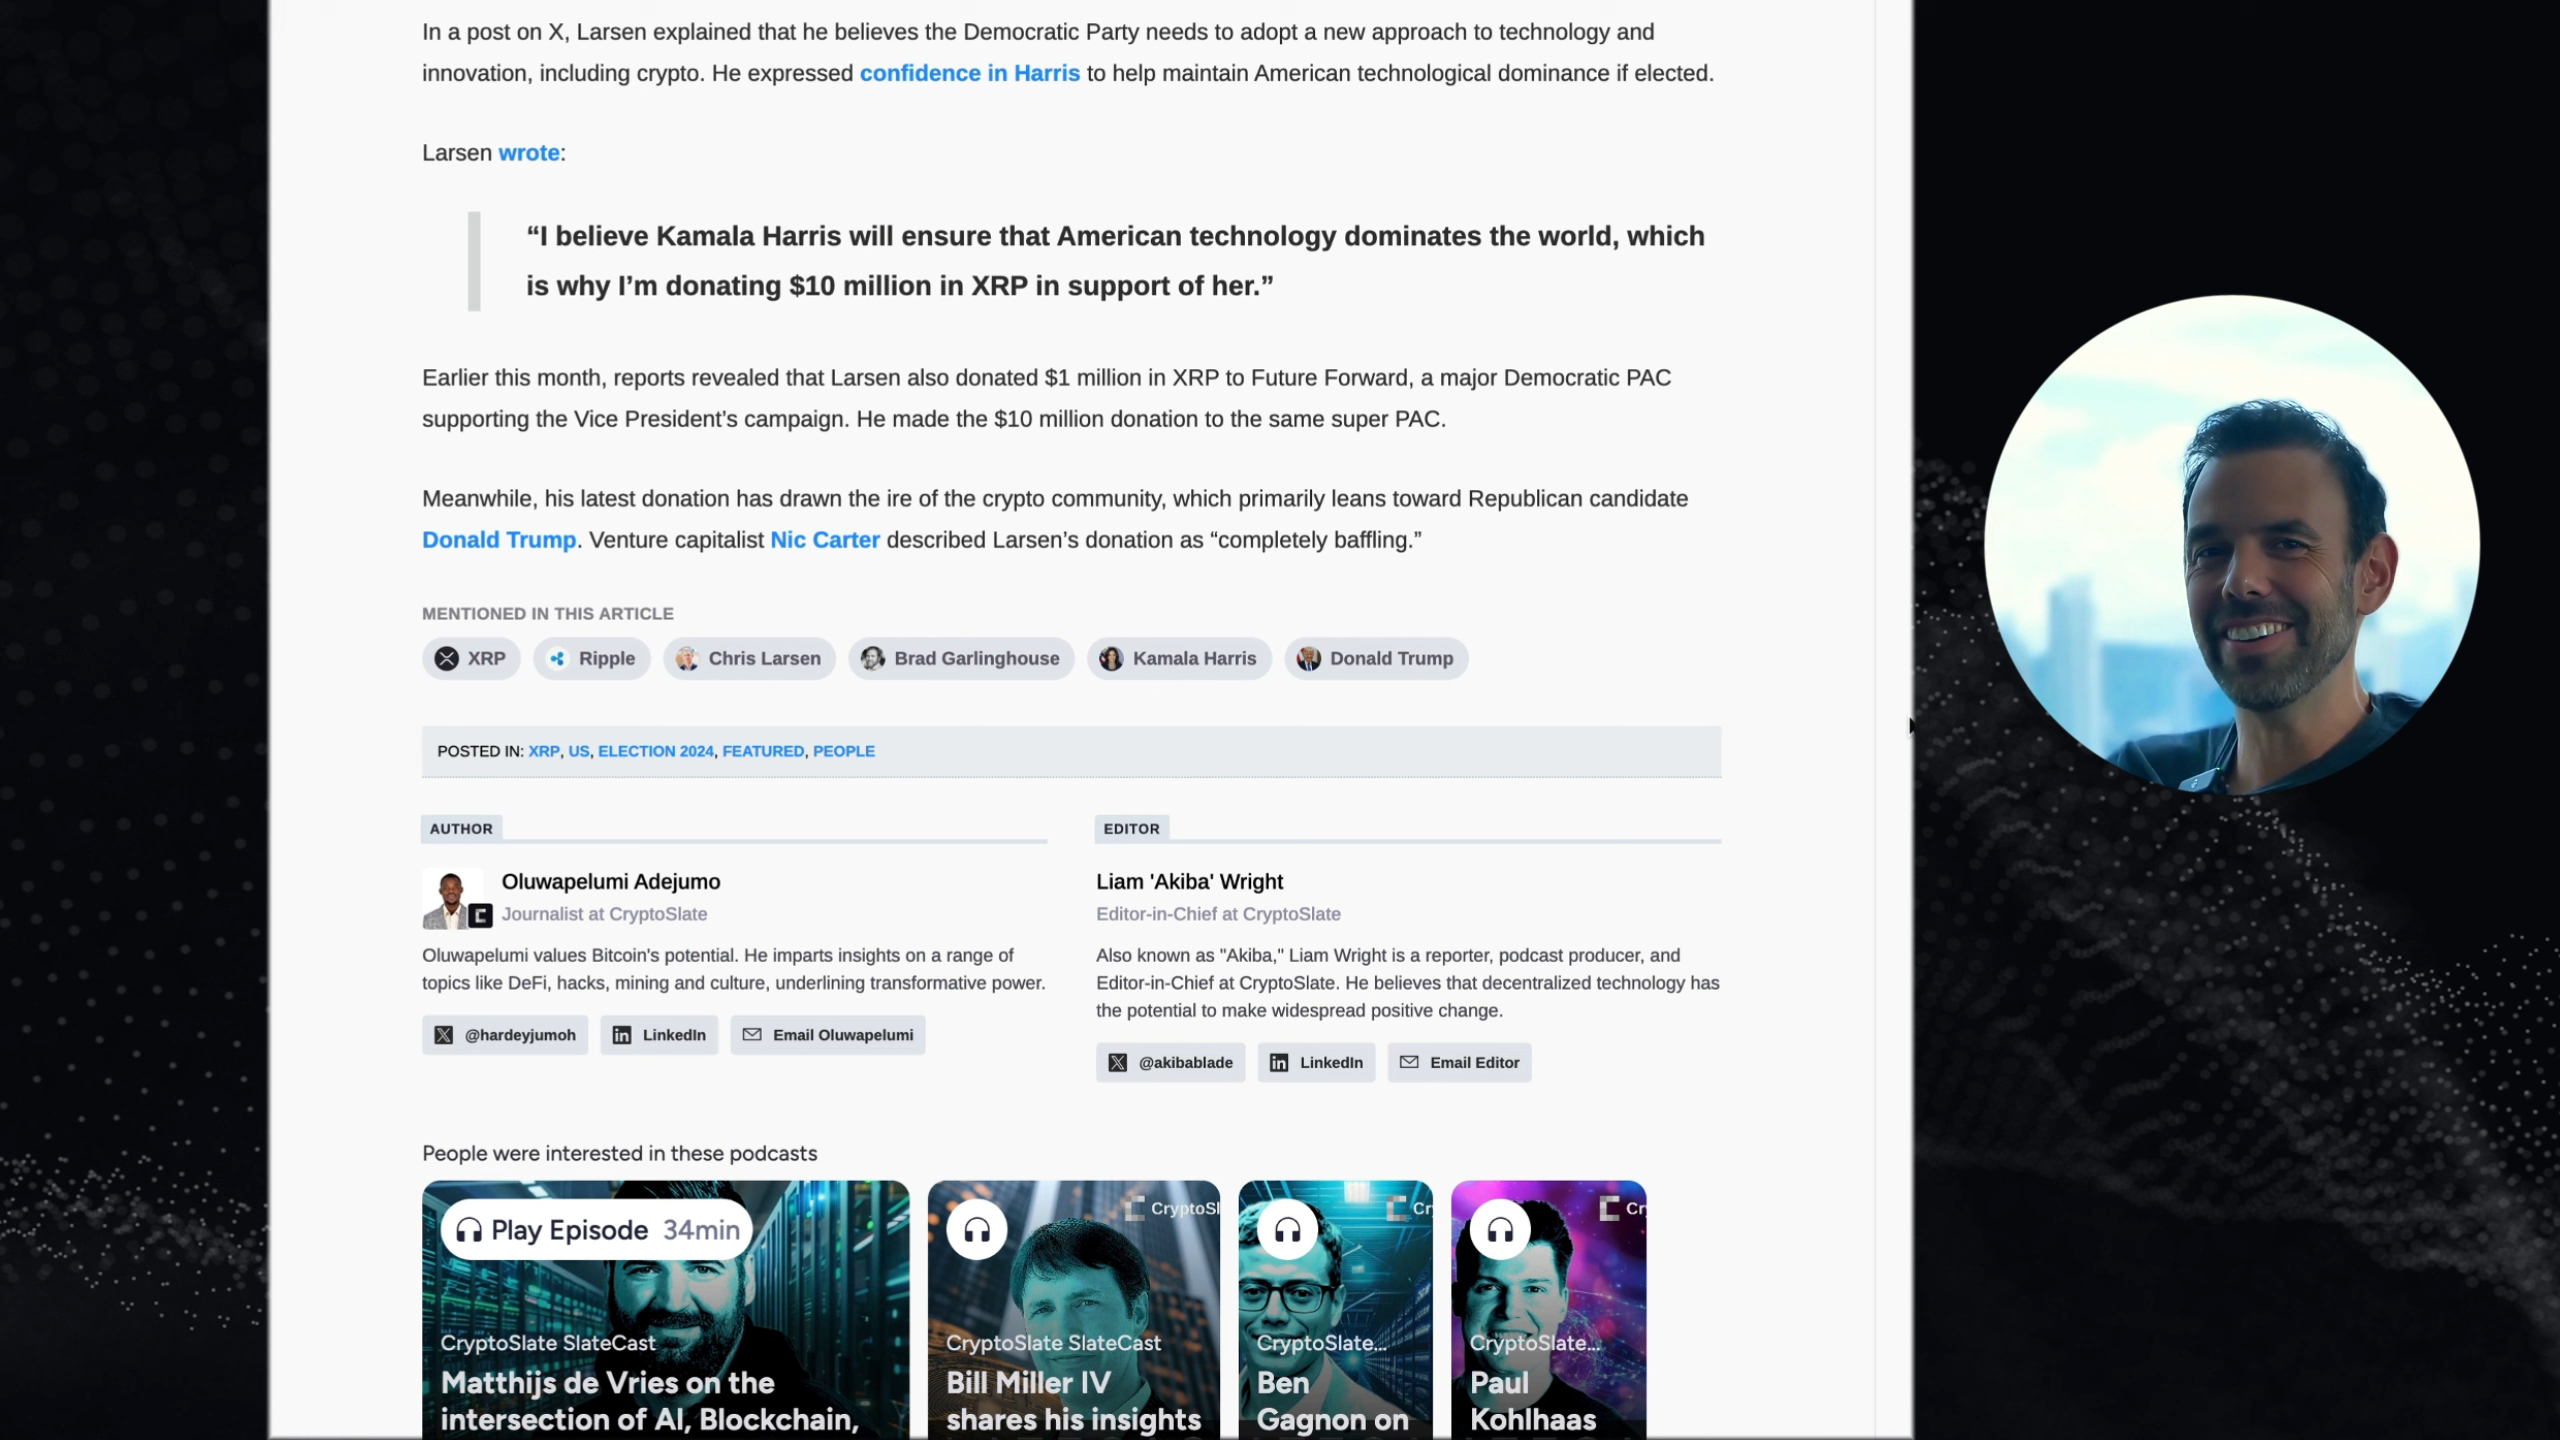 In a post on X, Larsen explained that he believes the Democratic Party needs to adopt a new approach to technology and
innovation, including crypto. He expressed confidence in Harris to help maintain American technological dominance if elected.
Larsen wrote:
“I believe Kamala Harris will ensure that American technology dominates the world, which
is why I’m donating $10 million in XRP in support of her.”
Earlier this month, reports revealed that Larsen also donated $1 million in XRP to Future Forward, a major Democratic PAC
supporting the Vice President’s campaign. He made the $10 million donation to the same super PAC.
Meanwhile, his latest donation has drawn the ire of the crypto community, which primarily leans toward Republican candidate
Donald Trump. Venture capitalist Nic Carter described Larsen’s donation as “completely baffling.”
MENTIONED IN THIS ARTICLE
XRP Ripple Chris Larsen Brad Garlinghouse Kamala Harris Donald Trump
POSTED IN: XRP, US, ELECTION 2024, FEATURED, PEOPLE
AUTHOR
Oluwapelumi Adejumo
Journalist at CryptoSlate
Oluwapelumi values Bitcoin's potential. He imparts insights on a range of
topics like DeFi, hacks, mining and culture, underlining transformative power.
@hardeyjumoh LinkedIn Email Oluwapelumi
EDITOR
Liam 'Akiba' Wright
Editor-in-Chief at CryptoSlate
Also known as "Akiba," Liam Wright is a reporter, podcast producer, and
Editor-in-Chief at CryptoSlate. He believes that decentralized technology has
the potential to make widespread positive change.
@akibablade LinkedIn Email Editor
People were interested in these podcasts
Play Episode 34min
CryptoSlate SlateCast
Matthijs de Vries on the
intersection of AI, Blockchain,
CryptoSl
CryptoSlate SlateCast
Bill Miller IV
shares his insights
Cr
CryptoSlate...
Ben
Gagnon on
Cr
CryptoSlate...
Paul
Kohlhaas